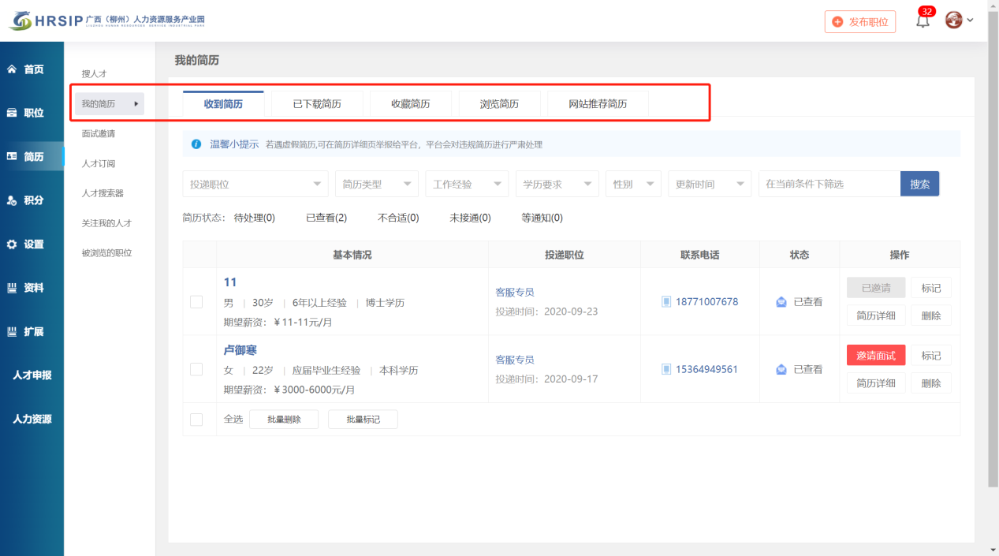 HRSIP 广西（柳州）人力资源服务产业园
LIUZHOU HUMAN RESOURCES SERVICE INDUSTRIAL PARK
发布职位
32
首页
职位
简历
积分
设置
资料
扩展
人才申报
人力资源
搜人才
我的简历
面试邀请
人才订阅
人才搜索器
关注我的人才
被浏览的职位
我的简历
收到简历 已下载简历 收藏简历 浏览简历 网站推荐简历
温馨小提示 若遇虚假简历,可在简历详细页举报给平台，平台会对违规简历进行严肃处理
投递职位 简历类型 工作经验 学历要求 性别 更新时间 在当前条件下筛选 搜索
简历状态： 待处理(0) 已查看(2) 不合适(0) 未接通(0) 等通知(0)
基本情况 投递职位 联系电话 状态 操作
11
男 | 30岁 | 6年以上经验 | 博士学历
期望薪资：￥11-11元/月
客服专员
投递时间：2020-09-23
18771007678
已查看
已邀请 标记
简历详细 删除
卢御寒
女 | 22岁 | 应届毕业生经验 | 本科学历
期望薪资：￥3000-6000元/月
客服专员
投递时间：2020-09-17
15364949561
已查看
邀请面试 标记
简历详细 删除
全选 批量删除 批量标记